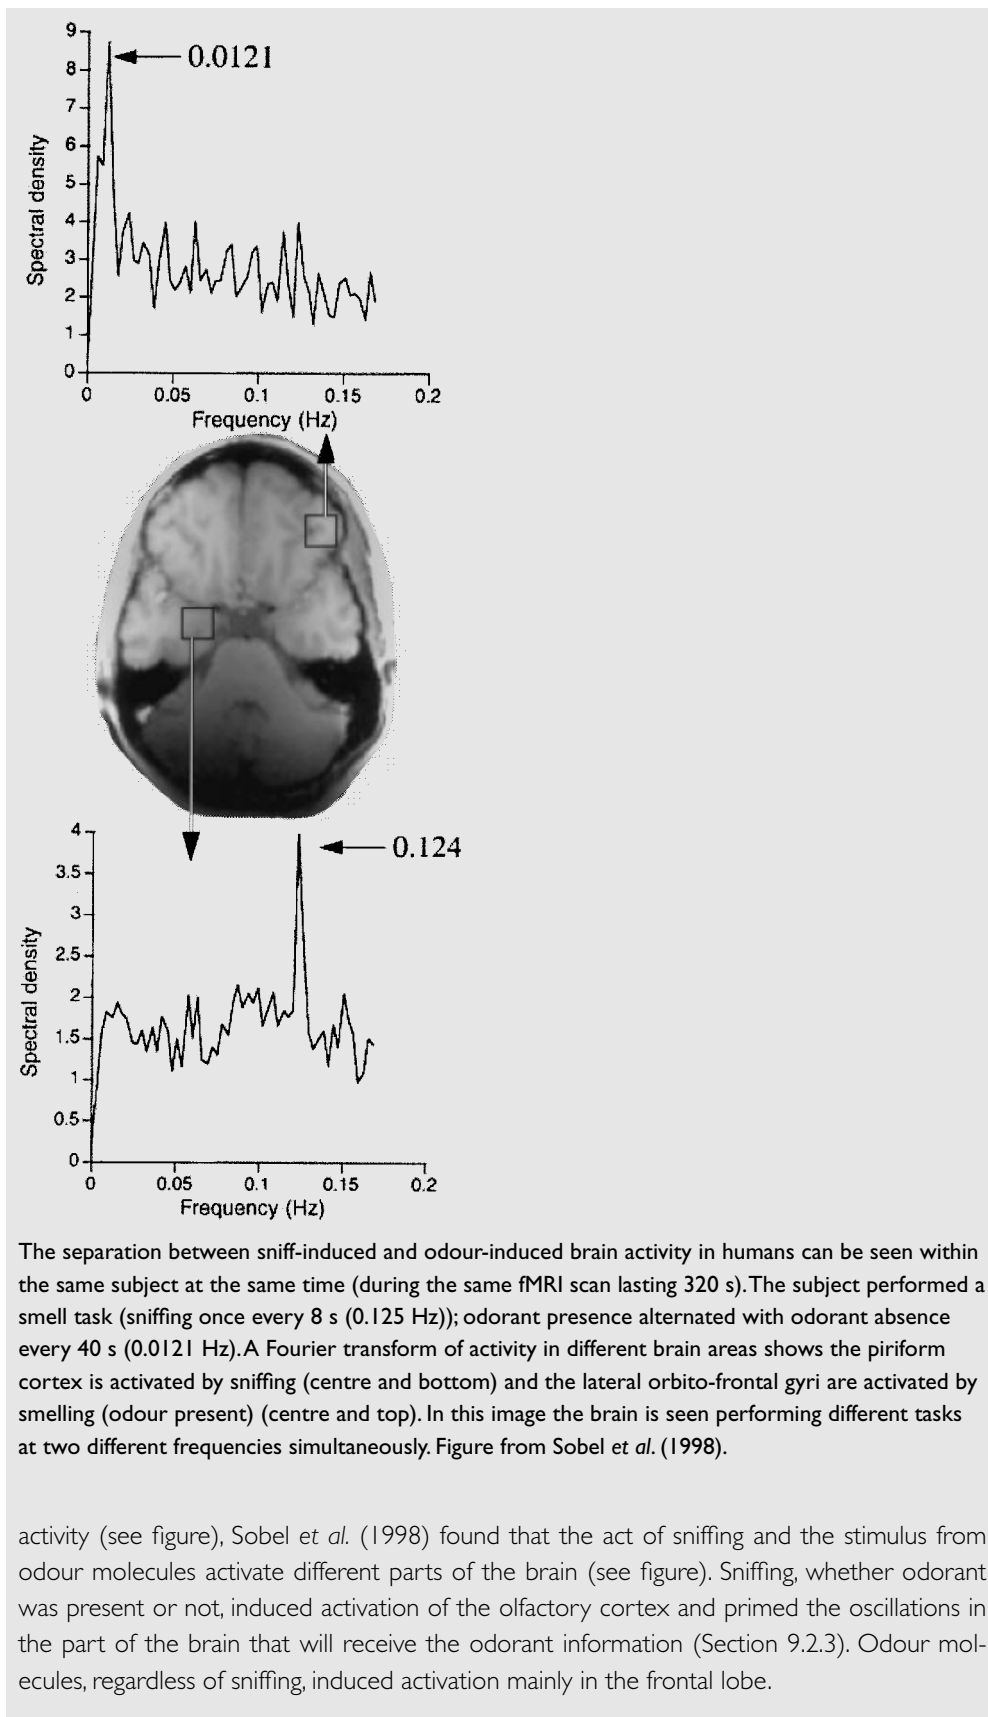 9
8
7
6
5
4
3
2
1
0
Spectral density
0.0121
0 0.05 0.1 0.15 0.2
Frequency (Hz)
4
3.5
3
2.5
2
1.5
1
0.5
0
Spectral density
0.124
0 0.05 0.1 0.15 0.2
Frequency (Hz)
The separation between sniff-induced and odour-induced brain activity in humans can be seen within
the same subject at the same time (during the same fMRI scan lasting 320 s). The subject performed a
smell task (sniffing once every 8 s (0.125 Hz)); odorant presence alternated with odorant absence
every 40 s (0.0121 Hz). A Fourier transform of activity in different brain areas shows the piriform
cortex is activated by sniffing (centre and bottom) and the lateral orbito-frontal gyri are activated by
smelling (odour present) (centre and top). In this image the brain is seen performing different tasks
at two different frequencies simultaneously. Figure from Sobel et al. (1998).
activity (see figure), Sobel et al. (1998) found that the act of sniffing and the stimulus from
odour molecules activate different parts of the brain (see figure). Sniffing, whether odorant
was present or not, induced activation of the olfactory cortex and primed the oscillations in
the part of the brain that will receive the odorant information (Section 9.2.3). Odour mol-
ecules, regardless of sniffing, induced activation mainly in the frontal lobe.